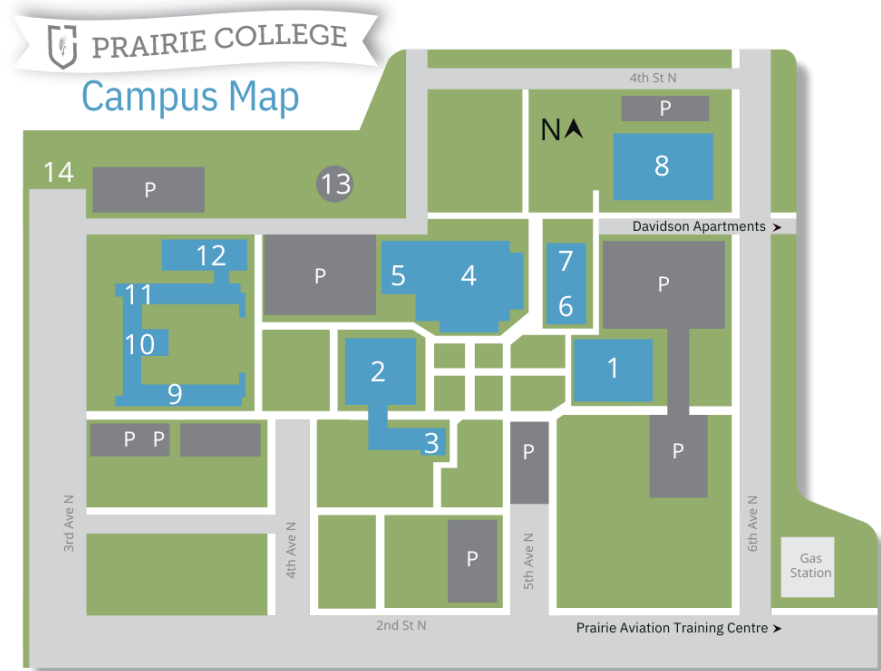 PRAIRIE COLLEGE
Campus Map
4th St N
P
N
8
14
P
13
Davidson Apartments
12
7
P
5
4
P
11
6
10
2
1
9
P P
3
P
P
3rd Ave N
4th Ave N
5th Ave N
6th Ave N
P
Gas
Station
2nd St N
Prairie Aviation Training Centre